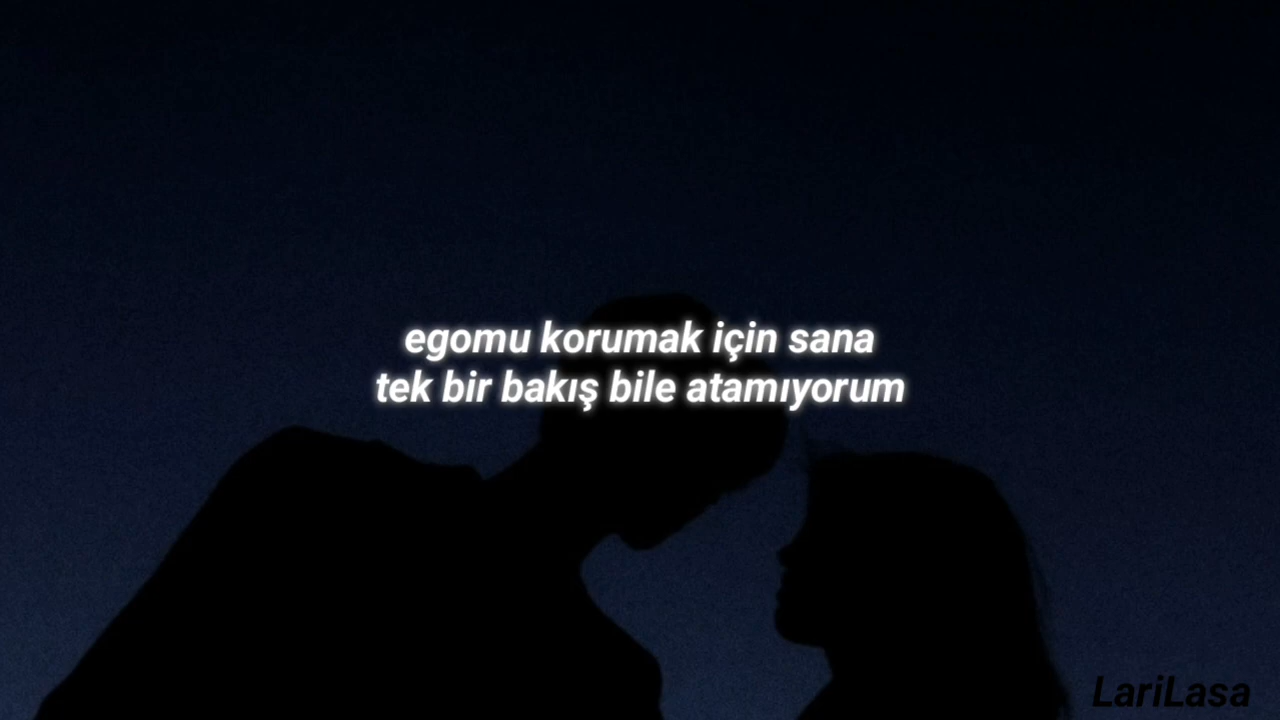 egomu korumak için sana
tek bir bakış bile atamıyorum
LariLasa